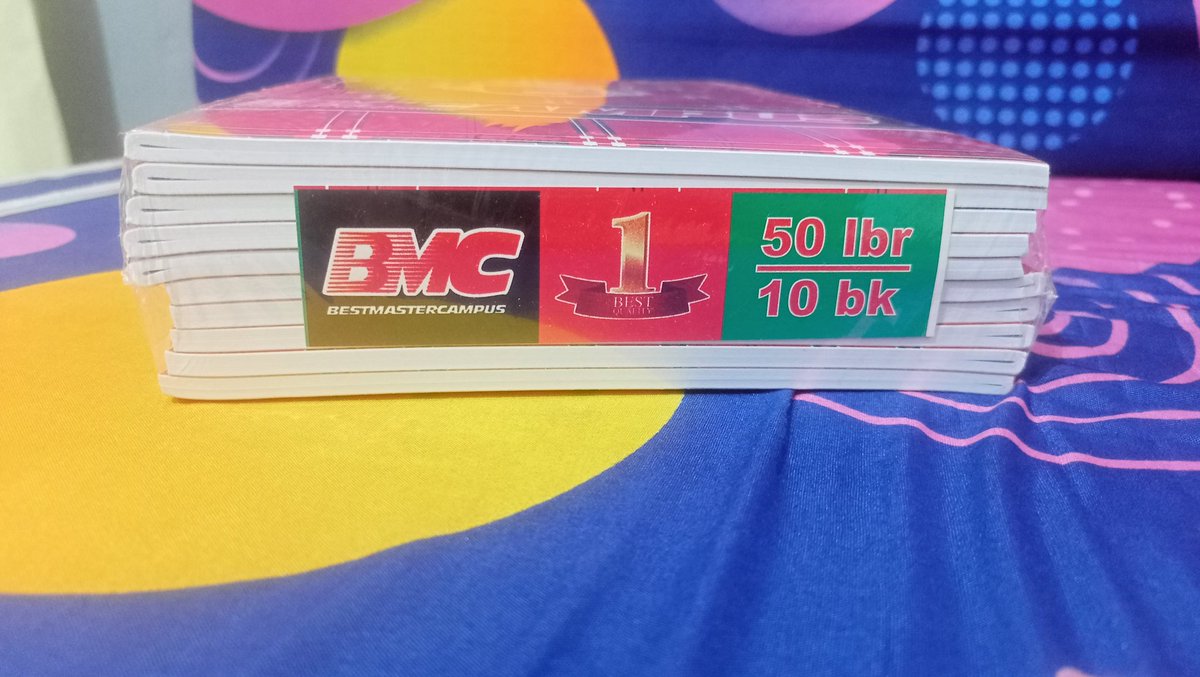 BMC
BESTMASTERCAMPUS
1
BEST
QUALITY
50 lbr
10 bk